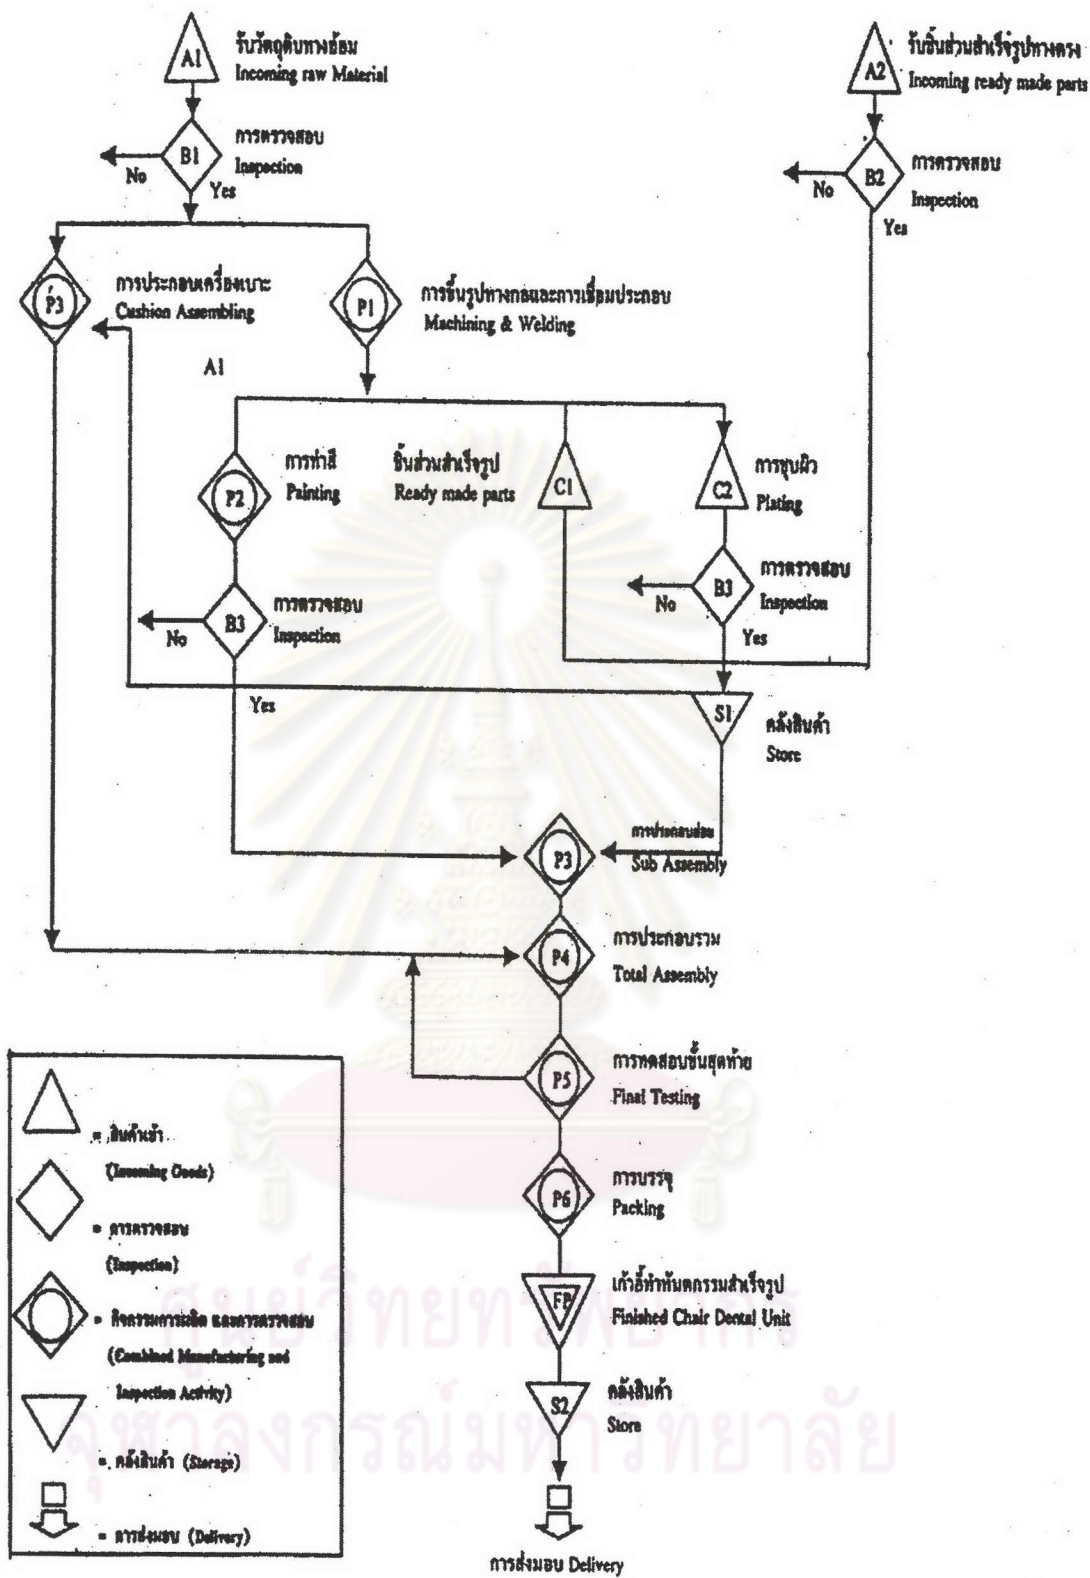 A1
รับวัตถุดิบทางอ้อม
Incoming raw Material
A2
รับชิ้นส่วนสำเร็จรูปทางตรง
Incoming ready made parts
B1
การตรวจสอบ
Inspection
No
Yes
B2
การตรวจสอบ
Inspection
No
Yes
P3
การประกอบเครื่องเบาะ
Cushion Assembling
P1
การขึ้นรูปทางกลและการเชื่อมประกอบ
Machining & Welding
A1
P2
การทำสี
Painting
ชิ้นส่วนสำเร็จรูป
Ready made parts
C1
C2
การชุบผิว
Plating
B3
การตรวจสอบ
Inspection
No
Yes
B3
การตรวจสอบ
Inspection
No
Yes
S1
คลังสินค้า
Store
P3
การประกอบย่อย
Sub Assembly
P4
การประกอบรวม
Total Assembly
P5
การทดสอบขั้นสุดท้าย
Final Testing
P6
การบรรจุ
Packing
FP
เก้าอี้ทำทันตกรรมสำเร็จรูป
Finished Chair Dental Unit
S2
คลังสินค้า
Store
การส่งมอบ Delivery
= สินค้าเข้า
(Incoming Goods)
= การตรวจสอบ
(Inspection)
= กิจกรรมการผลิต และการตรวจสอบ
(Combined Manufacturing and
Inspection Activity)
= คลังสินค้า (Storage)
= การส่งมอบ (Delivery)
ศูนย์วิทยทรัพยากร
จุฬาลงกรณ์มหาวิทยาลัย